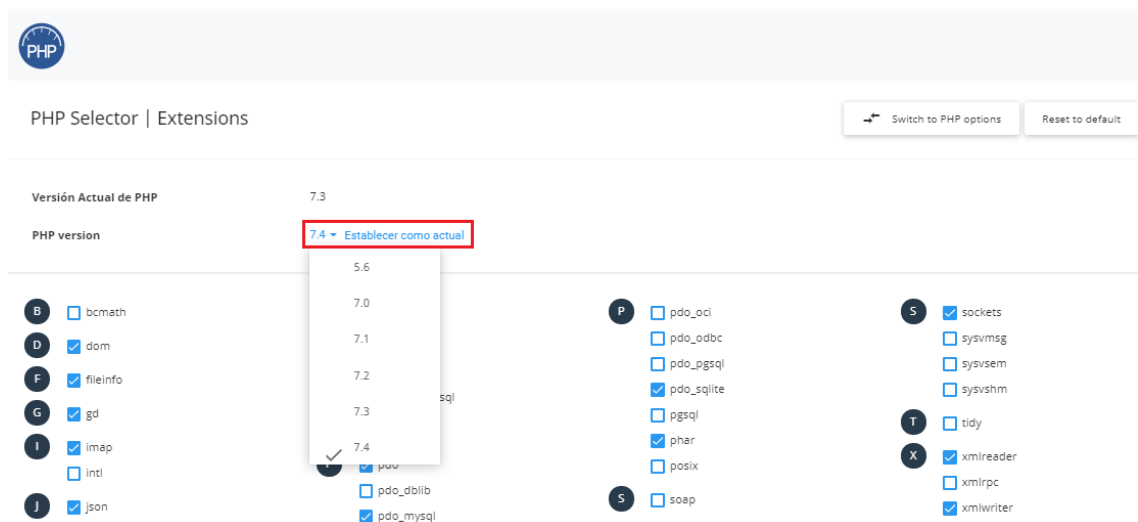 PHP
PHP Selector | Extensions
Switch to PHP options
Reset to default
Versión Actual de PHP
7.3
PHP version
7.4 Establecer como actual
5.6
7.0
7.1
7.2
7.3
7.4
B
bcmath
D
dom
F
fileinfo
G
gd
I
imap
intl
J
json
sql
pdo
pdo_dblib
pdo_mysql
P
pdo_oci
pdo_odbc
pdo_pgsql
pdo_sqlite
pgsql
phar
posix
S
soap
S
sockets
sysvmsg
sysvsem
sysvshm
T
tidy
X
xmlreader
xmlrpc
xmlwriter